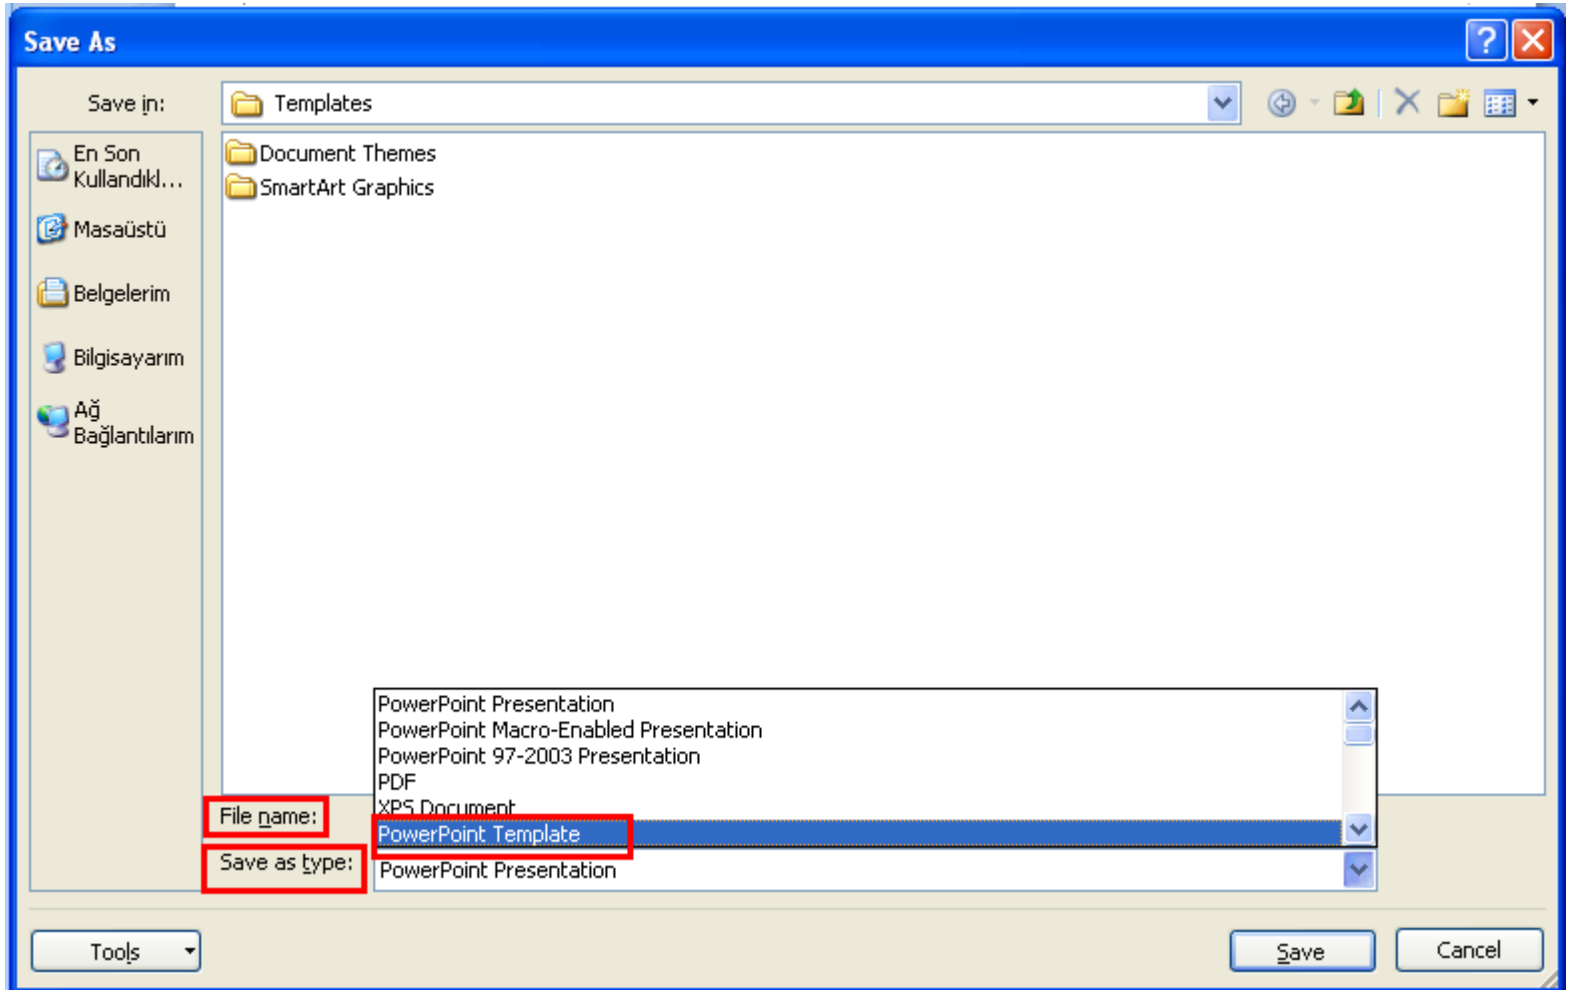 Save As
Save in:
Templates
En Son
Kullandıkl...
Masaüstü
Belgelerim
Bilgisayarım
Ağ
Bağlantılarım
Document Themes
SmartArt Graphics
PowerPoint Presentation
PowerPoint Macro-Enabled Presentation
PowerPoint 97-2003 Presentation
PDF
XPS Document
PowerPoint Template
File name:
Save as type:
PowerPoint Presentation
Tools
Save
Cancel